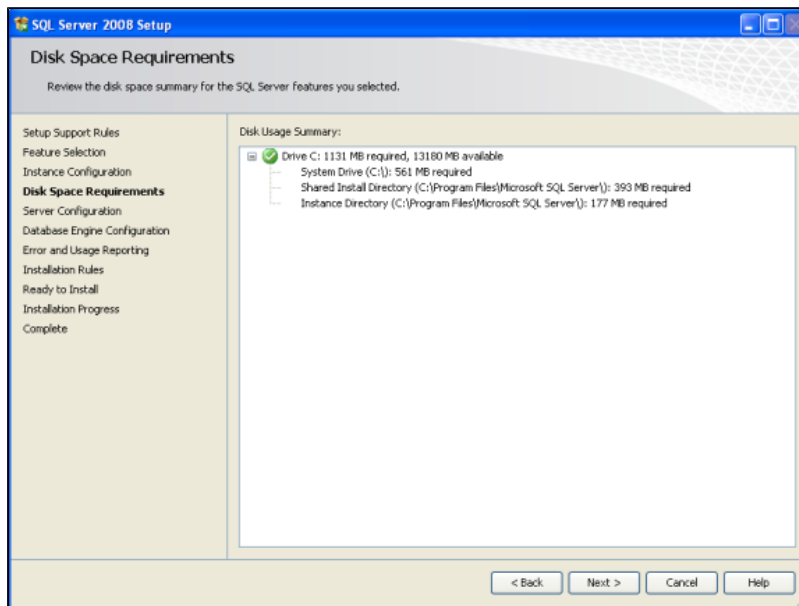 SQL Server 2008 Setup
Disk Space Requirements
Review the disk space summary for the SQL Server features you selected.
Setup Support Rules
Feature Selection
Instance Configuration
Disk Space Requirements
Server Configuration
Database Engine Configuration
Error and Usage Reporting
Installation Rules
Ready to Install
Installation Progress
Complete
Disk Usage Summary:
Drive C: 1131 MB required, 13180 MB available
System Drive (C:\): 561 MB required
Shared Install Directory (C:\Program Files\Microsoft SQL Server\): 393 MB required
Instance Directory (C:\Program Files\Microsoft SQL Server\): 177 MB required
< Back
Next >
Cancel
Help